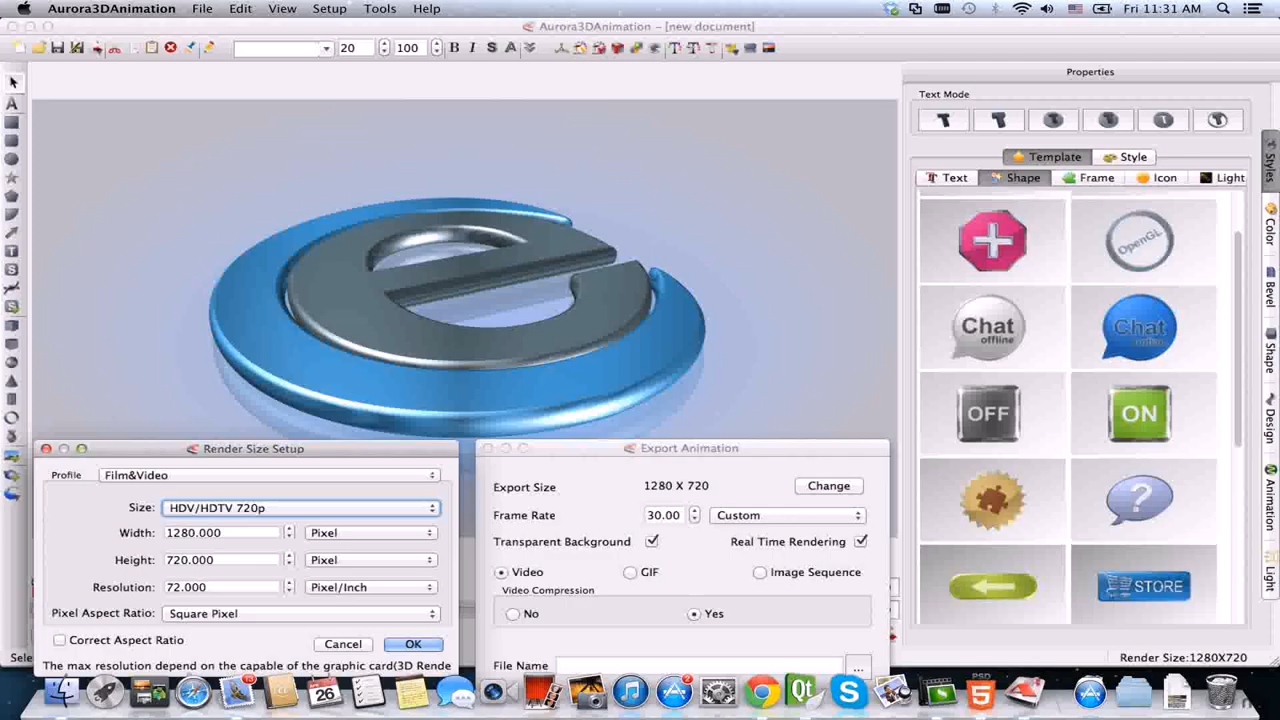 Aurora3DAnimation File Edit View Setup Tools Help Fri 11:31 AM
Aurora3DAnimation - [new document]
20 100 B I S A
Properties
Text Mode
Template Style
Text Shape Frame Icon Light
Styles
Color
Bevel
Shape
Design
Animation
Light
OpenGL
Chat
offline
Chat
OFF
ON
STORE
Render Size Setup
Profile Film&Video
Size: HDV/HDTV 720p
Width: 1280.000 Pixel
Height: 720.000 Pixel
Resolution: 72.000 Pixel/Inch
Pixel Aspect Ratio: Square Pixel
Correct Aspect Ratio Cancel OK
The max resolution depend on the capable of the graphic card(3D Rende
Export Animation
Export Size 1280 X 720 Change
Frame Rate 30.00 Custom
Transparent Background Real Time Rendering
Video GIF Image Sequence
Video Compression
No Yes
File Name ...
Sele
Render Size:1280X720